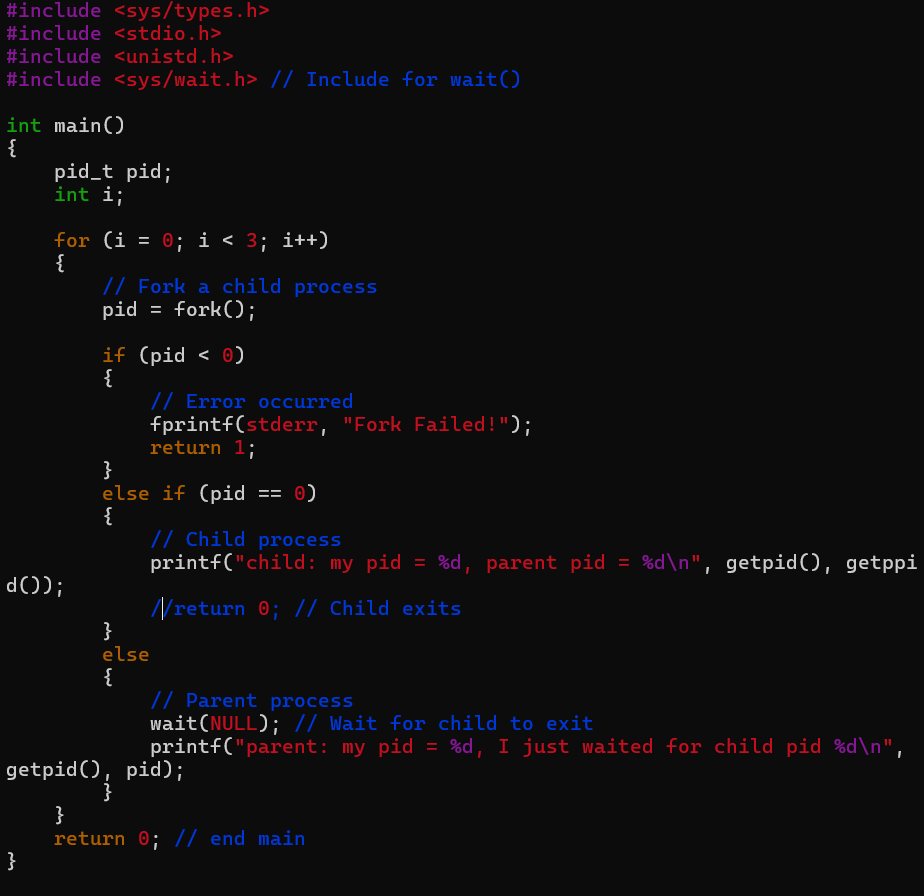 #include <sys/types.h>
#include <stdio.h>
#include <unistd.h>
#include <sys/wait.h> // Include for wait()

int main()
{
    pid_t pid;
    int i;

    for (i = 0; i < 3; i++)
    {
        // Fork a child process
        pid = fork();

        if (pid < 0)
        {
            // Error occurred
            fprintf(stderr, "Fork Failed!");
            return 1;
        }
        else if (pid == 0)
        {
            // Child process
            printf("child: my pid = %d, parent pid = %d\n", getpid(), getppi
d());
            //return 0; // Child exits
        }
        else
        {
            // Parent process
            wait(NULL); // Wait for child to exit
            printf("parent: my pid = %d, I just waited for child pid %d\n",
getpid(), pid);
        }
    }
    return 0; // end main
}